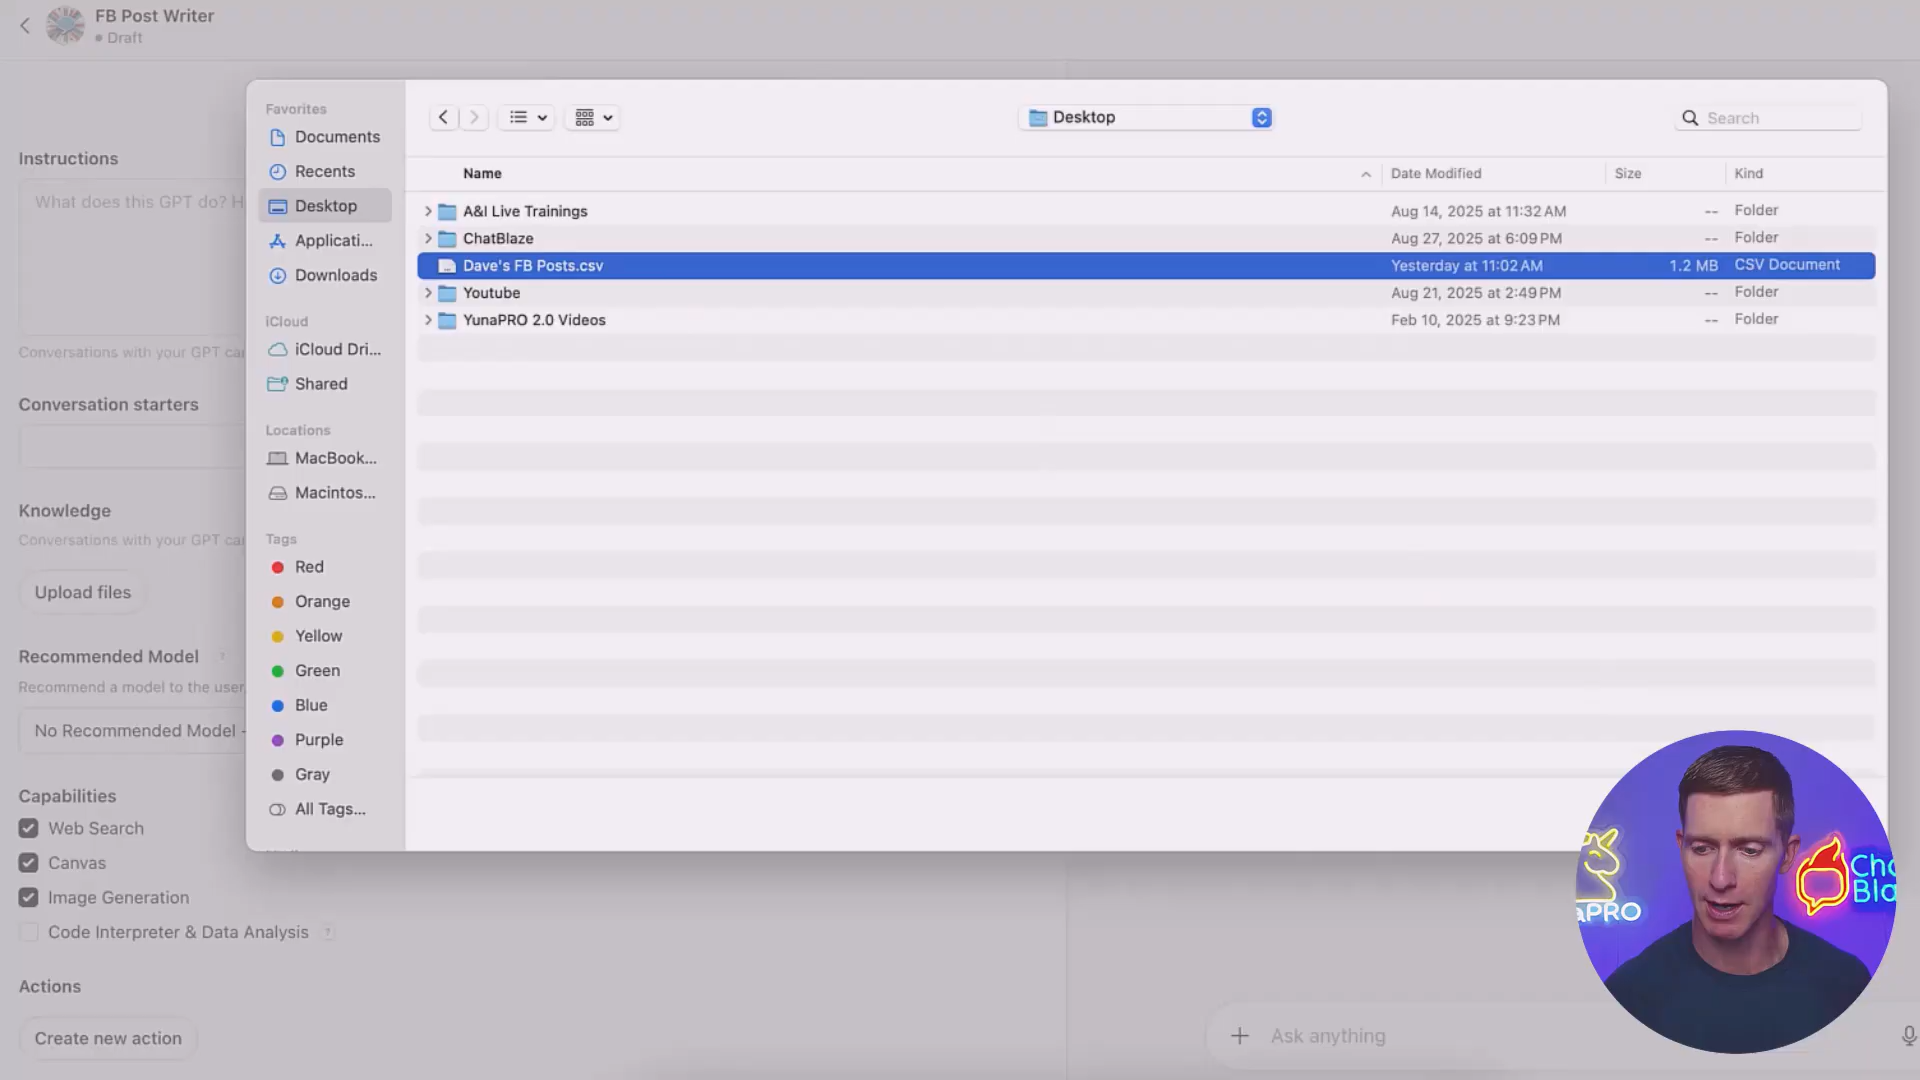 FB Post Writer
Draft
Instructions
What does this GPT do? H
Conversations with your GPT ca
Conversation starters
Knowledge
Conversations with your GPT ca
Upload files
Recommended Model ?
Recommend a model to the user,
No Recommended Model -
Capabilities
Web Search
Canvas
Image Generation
Code Interpreter & Data Analysis ?
Actions
Create new action
Favorites
Documents
Recents
Desktop
Applicati...
Downloads
iCloud
iCloud Dri...
Shared
Locations
MacBook...
Macintos...
Tags
Red
Orange
Yellow
Green
Blue
Purple
Gray
All Tags...
Desktop
Search
Name Date Modified Size Kind
A&I Live Trainings Aug 14, 2025 at 11:32 AM -- Folder
ChatBlaze Aug 27, 2025 at 6:09 PM -- Folder
Dave's FB Posts.csv Yesterday at 11:02 AM 1.2 MB CSV Document
Youtube Aug 21, 2025 at 2:49 PM -- Folder
YunaPRO 2.0 Videos Feb 10, 2025 at 9:23 PM -- Folder
Ask anything
aPRO
Cha
Bla